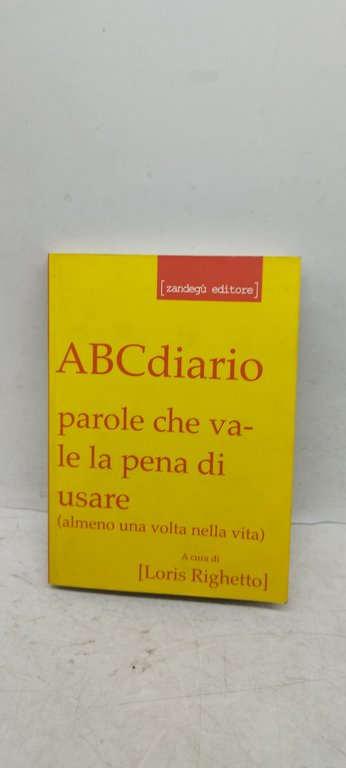 [zandegù editore]
ABCdiario
parole che va-
le la pena di
usare
(almeno una volta nella vita)
A cura di
[Loris Righetto]